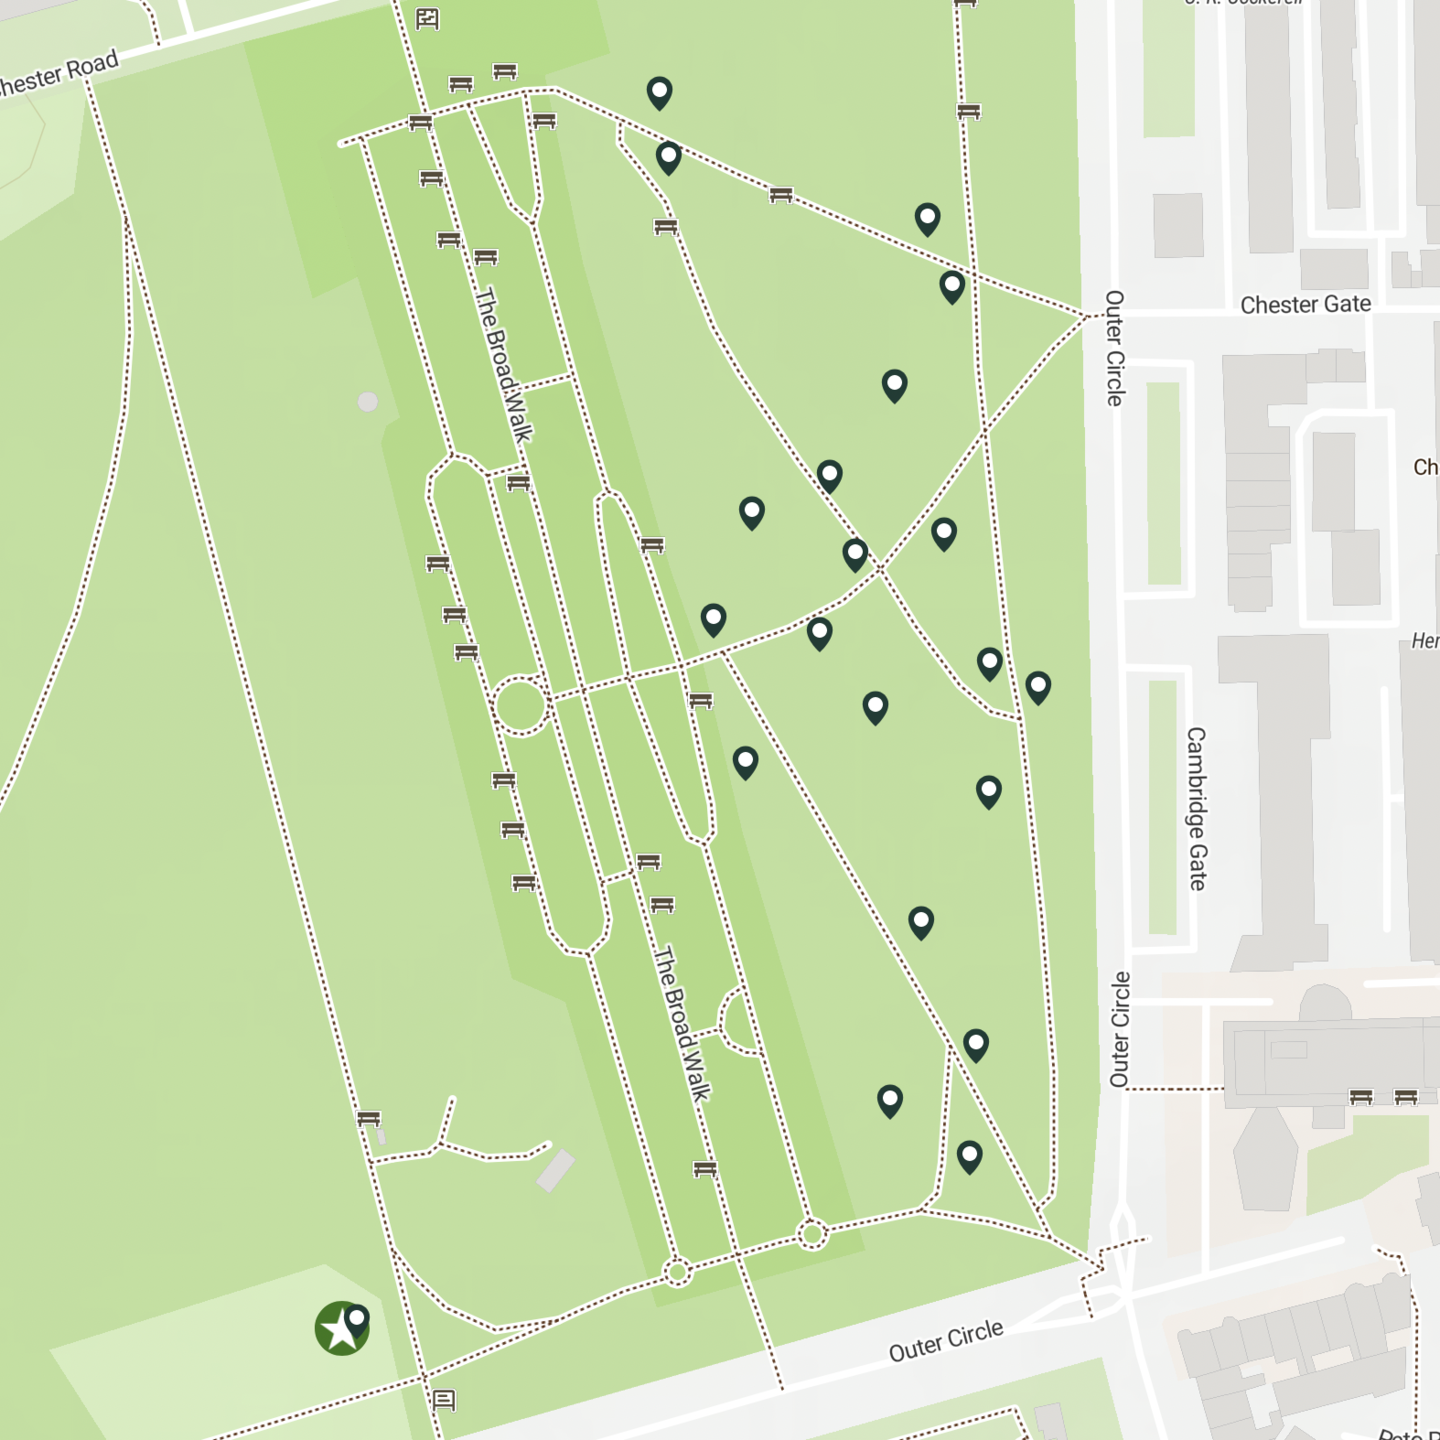 Chester Road
The Broad Walk
Outer Circle
Chester Gate
Ch
Her
Cambridge Gate
The Broad Walk
Outer Circle
Outer Circle